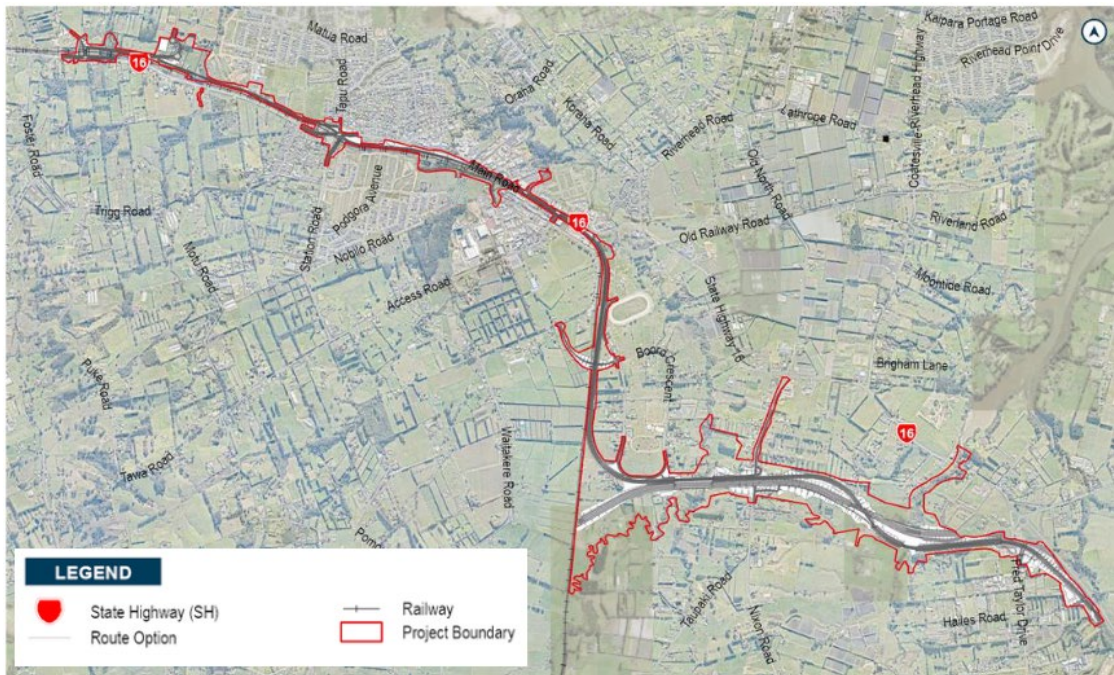 Kaipara Portage Road
Riverhead Point Drive
Coatesville-Riverhead Highway
Matua Road
16
Tapu Road
Oraha Road
Koraha Road
Riverhead Road
Lathrope Road
Old North Road
Foster Road
Trigg Road
Motu Road
Station Road
Podgora Avenue
Nobilo Road
Access Road
Main Road
16
Old Railway Road
Riverland Road
Moontide Road
State Highway 16
Boord Crescent
Brigham Lane
Puke Road
Tawa Road
Waitakere Road
16
Taupaki Road
Nixon Road
Hailes Road
Fred Taylor Drive
LEGEND
State Highway (SH)
Route Option
Railway
Project Boundary